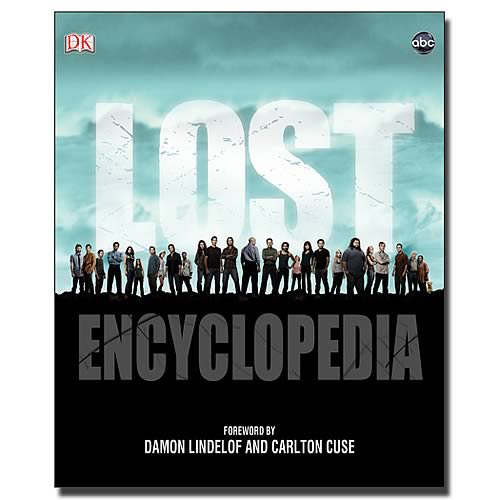 DK
abc
LOST
ENCYCLOPEDIA
FOREWORD BY
DAMON LINDELOF AND CARLTON CUSE